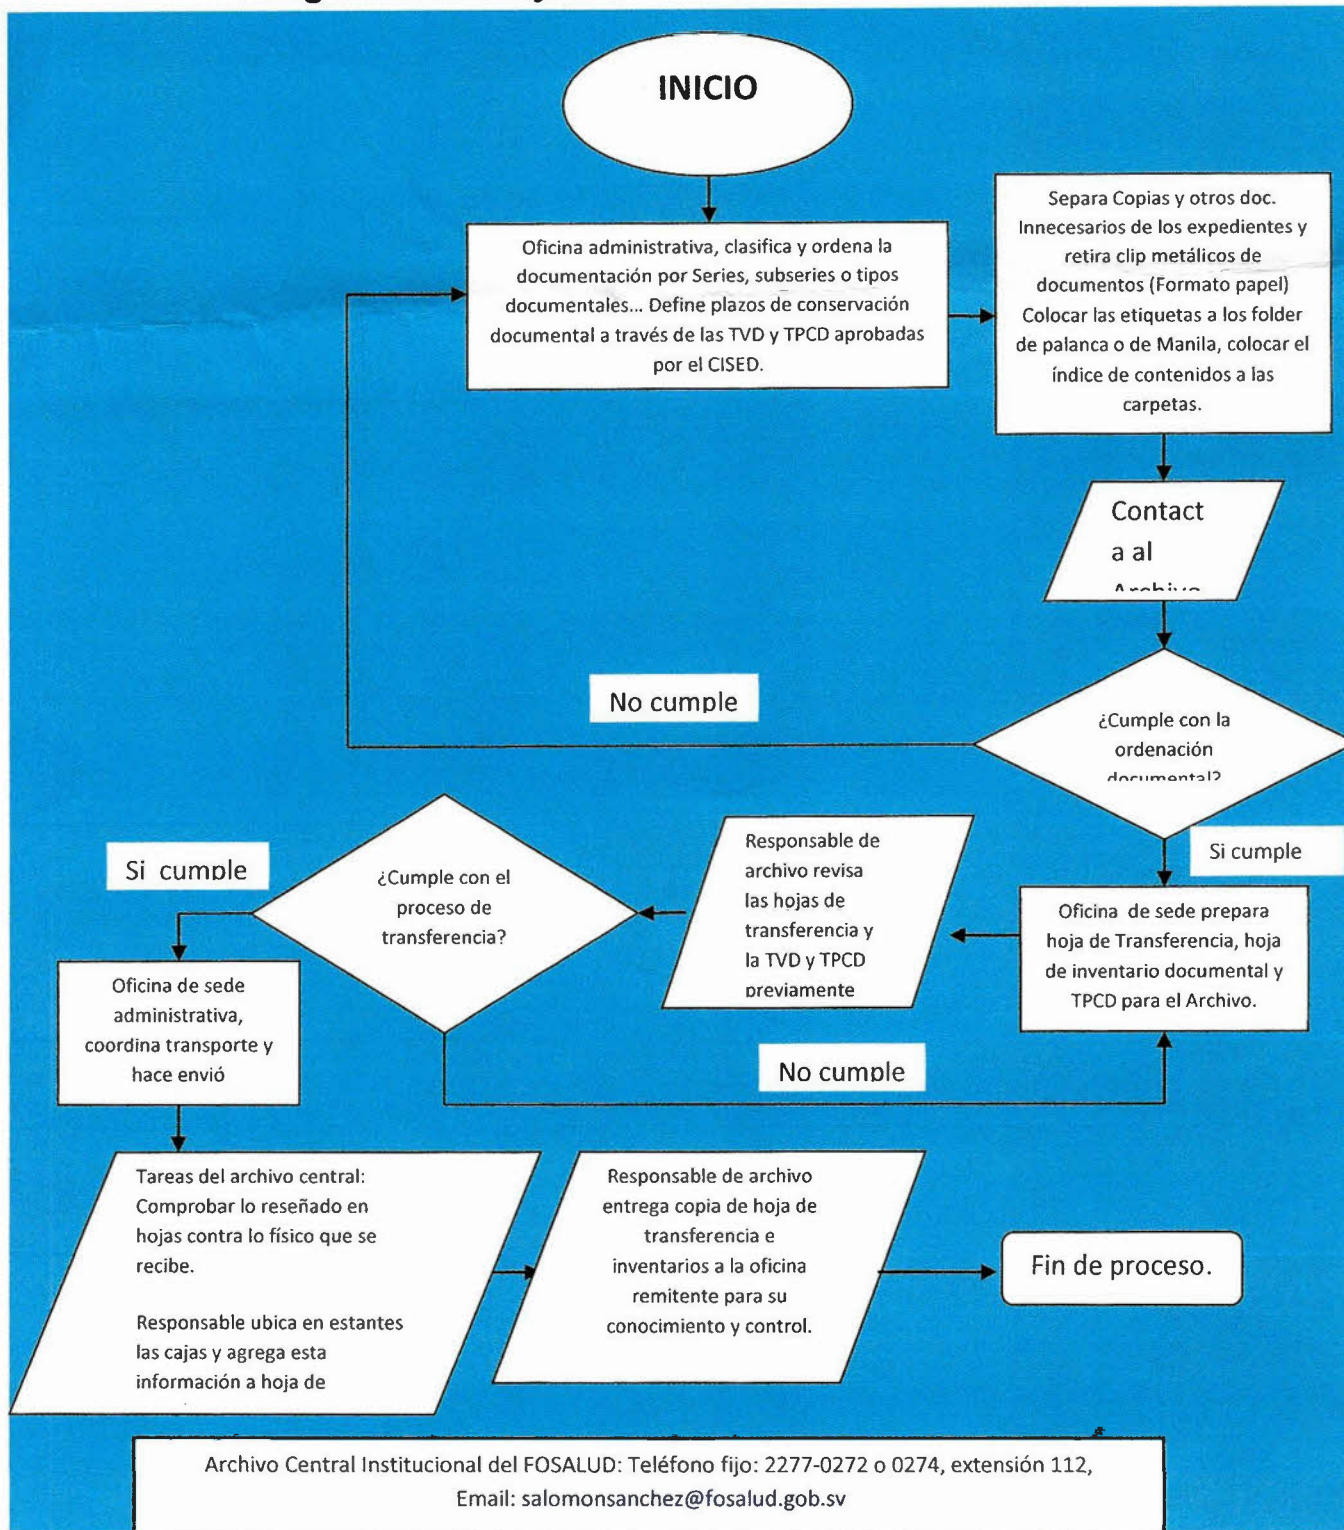 INICIO
Oficina administrativa, clasifica y ordena la
documentación por Series, subseries o tipos
documentales... Define plazos de conservación
documental a través de las TVD y TPCD aprobadas
por el CISED.
Separa Copias y otros doc.
Innecesarios de los expedientes y
retira clip metálicos de
documentos (Formato papel)
Colocar las etiquetas a los folder
de palanca o de Manila, colocar el
índice de contenidos a las
carpetas.
Contact
a al
Archivo
¿Cumple con la
ordenación
documental?
No cumple
Si cumple
Oficina de sede prepara
hoja de Transferencia, hoja
de inventario documental y
TPCD para el Archivo.
Responsable de
archivo revisa
las hojas de
transferencia y
la TVD y TPCD
previamente
¿Cumple con el
proceso de
transferencia?
Si cumple
No cumple
Oficina de sede
administrativa,
coordina transporte y
hace envió
Tareas del archivo central:
Comprobar lo reseñado en
hojas contra lo físico que se
recibe.
Responsable ubica en estantes
las cajas y agrega esta
información a hoja de
Responsable de archivo
entrega copia de hoja de
transferencia e
inventarios a la oficina
remitente para su
conocimiento y control.
Fin de proceso.
Archivo Central Institucional del FOSALUD: Teléfono fijo: 2277-0272 o 0274, extensión 112,
Email: salomonsanchez@fosalud.gob.sv